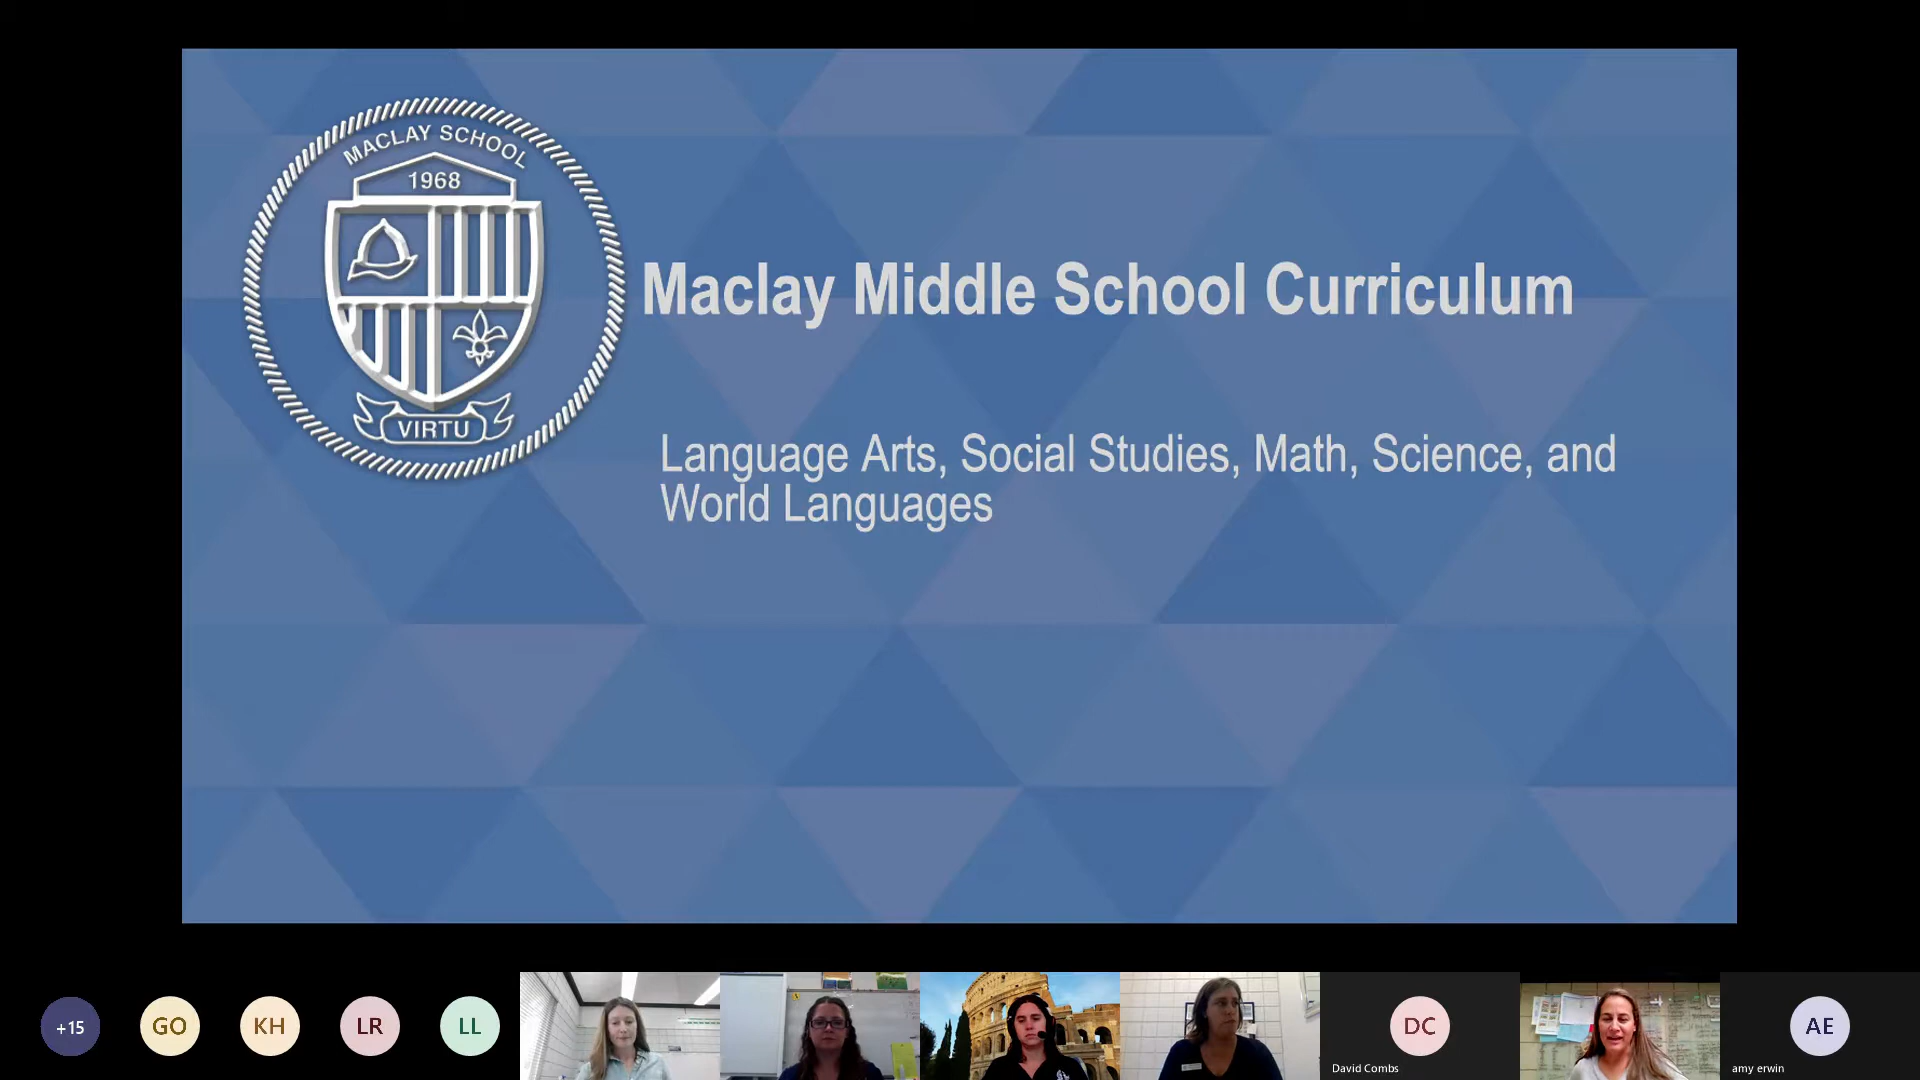 MACLAY SCHOOL
1968
VIRTU
Maclay Middle School Curriculum
Language Arts, Social Studies, Math, Science, and
World Languages
+15
GO
KH
LR
LL
DC
David Combs
AE
amy erwin